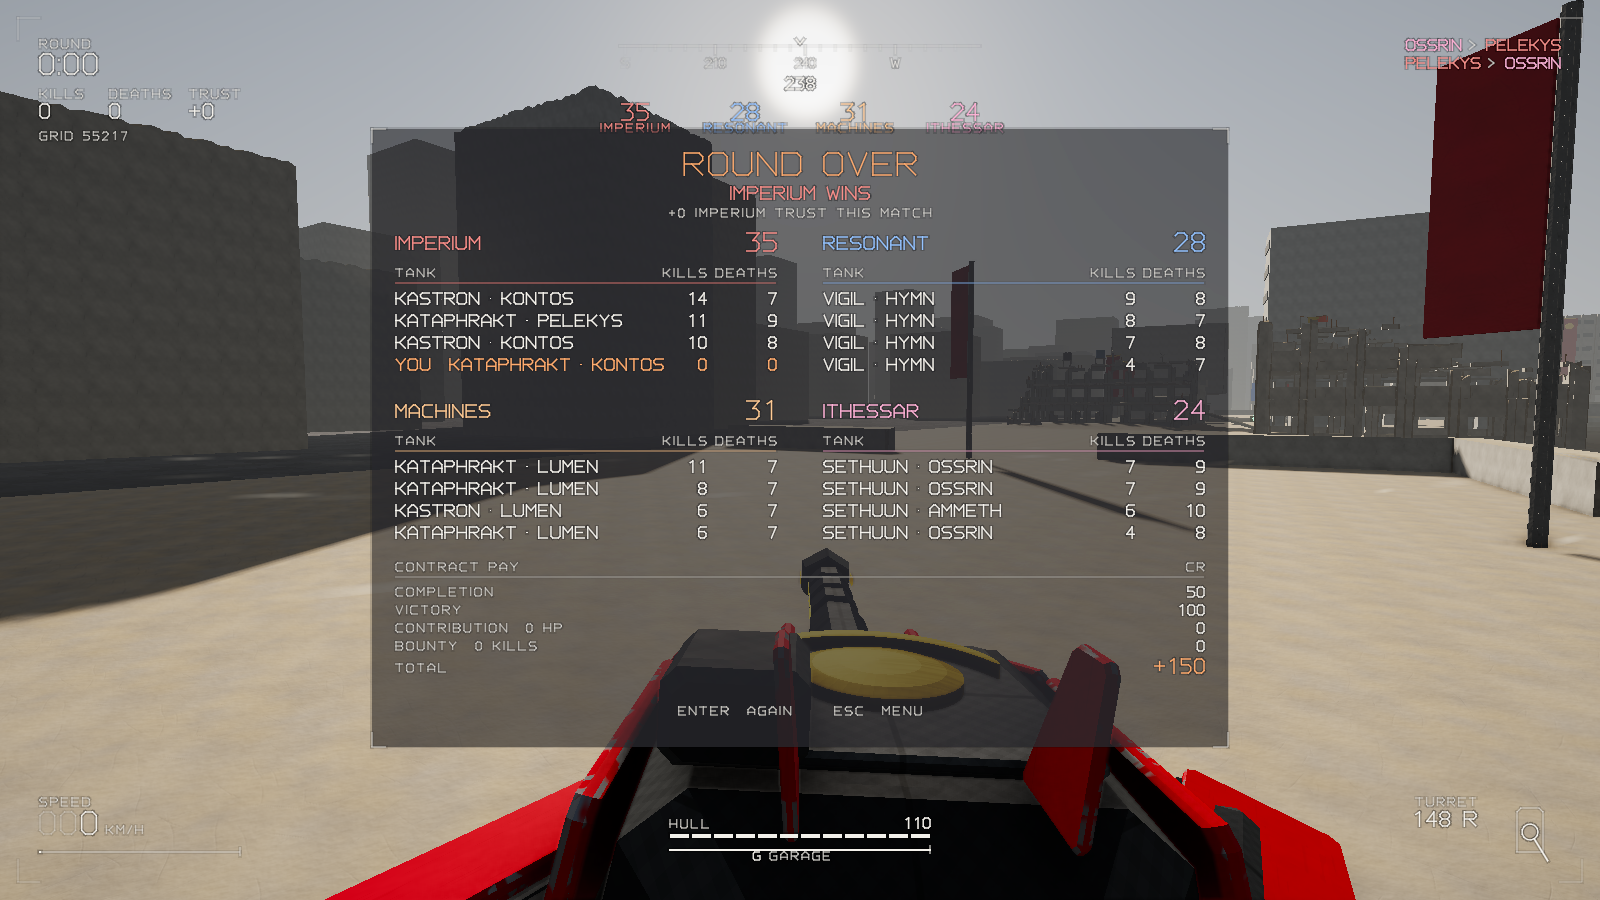 ROUND
0:00
KILLS DEATHS TRUST
0 0 +0
GRID 55217
210 240 W
238
35 28 31 24
IMPERIUM RESONANT MACHINES ITHESSAR
OSSRIN > PELEKYS
PELEKYS > OSSRIN
ROUND OVER
IMPERIUM WINS
+0 IMPERIUM TRUST THIS MATCH
IMPERIUM 35
TANK KILLS DEATHS
KASTRON · KONTOS 14 7
KATAPHRAKT · PELEKYS 11 9
KASTRON · KONTOS 10 8
YOU KATAPHRAKT · KONTOS 0 0
RESONANT 28
TANK KILLS DEATHS
VIGIL · HYMN 9 8
VIGIL · HYMN 8 7
VIGIL · HYMN 7 8
VIGIL · HYMN 4 7
MACHINES 31
TANK KILLS DEATHS
KATAPHRAKT · LUMEN 11 7
KATAPHRAKT · LUMEN 8 7
KASTRON · LUMEN 6 7
KATAPHRAKT · LUMEN 6 7
ITHESSAR 24
TANK KILLS DEATHS
SETHUUN · OSSRIN 7 9
SETHUUN · OSSRIN 7 9
SETHUUN · AMMETH 6 10
SETHUUN · OSSRIN 4 8
CONTRACT PAY CR
COMPLETION 50
VICTORY 100
CONTRIBUTION 0 HP 0
BOUNTY 0 KILLS 0
TOTAL +150
ENTER AGAIN ESC MENU
SPEED
000 KM/H
HULL 110
G GARAGE
TURRET
148 R